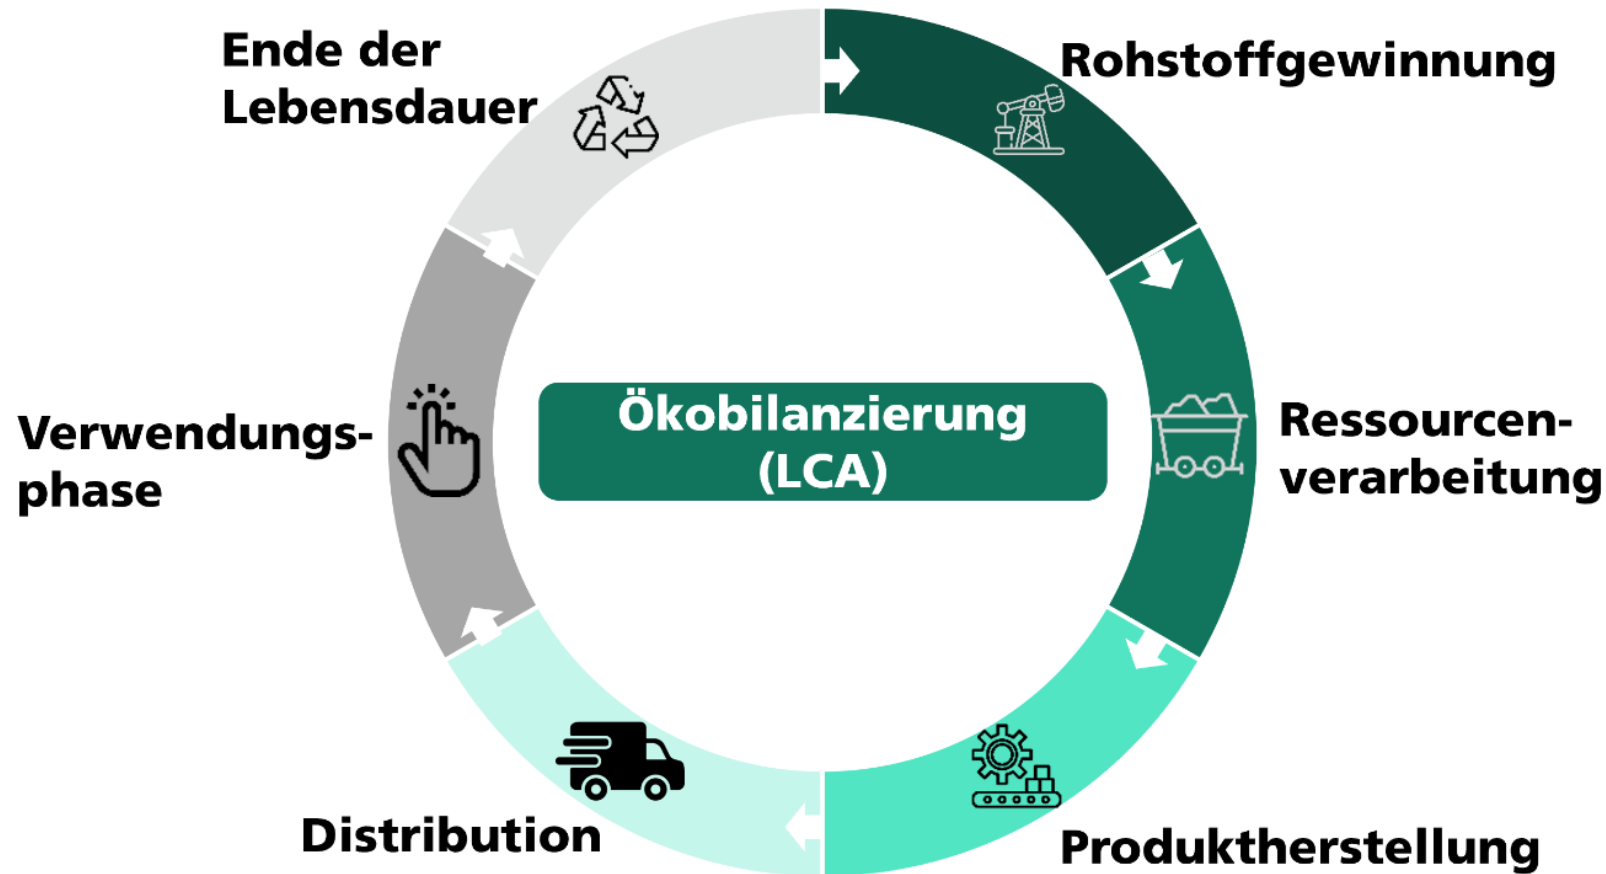 Ende der
Lebensdauer
Rohstoffgewinnung
Verwendungs-
phase
Ökobilanzierung
(LCA)
Ressourcen-
verarbeitung
Distribution
Produktherstellung